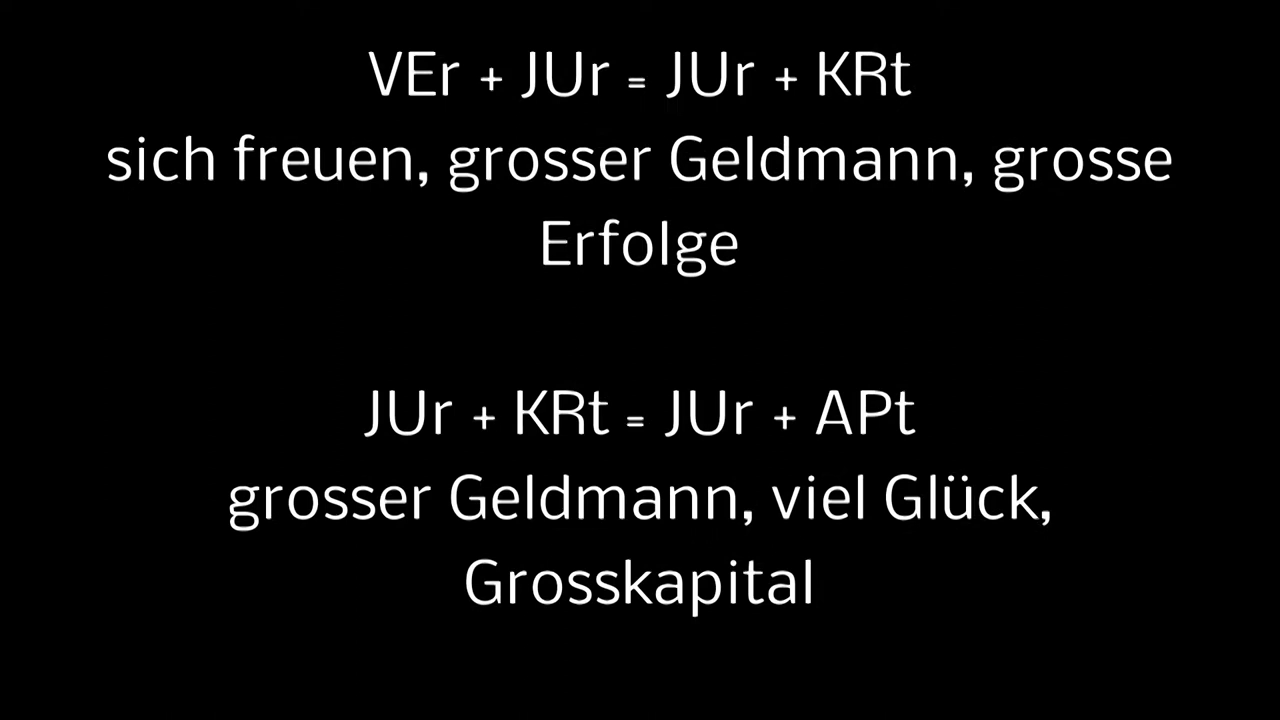 VEr + JUr = JUr + KRt
sich freuen, grosser Geldmann, grosse
Erfolge
JUr + KRt = JUr + APt
grosser Geldmann, viel Glück,
Grosskapital